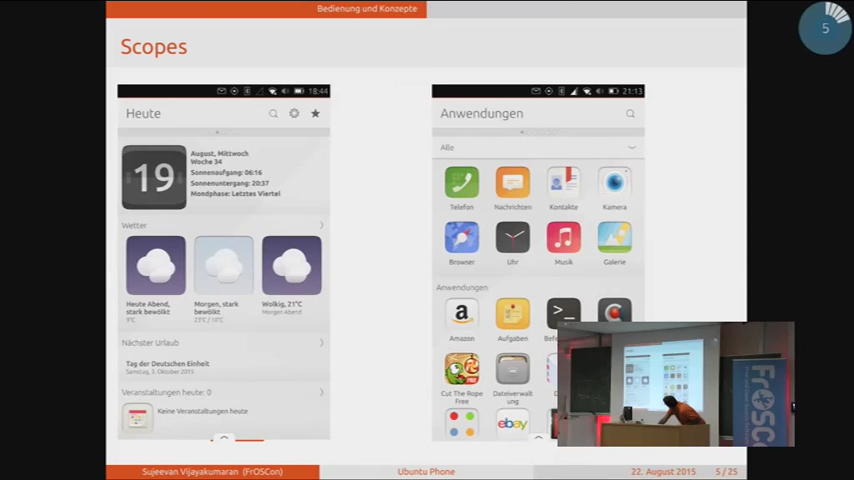 Bedienung und Konzepte
5
Scopes
18:44
Heute
19
August, Mittwoch
Woche 34
Sonnenaufgang: 06:16
Sonnenuntergang: 20:37
Mondphase: Letztes Viertel
Wetter
Heute Abend, stark bewölkt
9°C
Morgen, stark bewölkt
23°C / 10°C
Wolkig, 21°C
Morgen Abend
Nächster Urlaub
Tag der Deutschen Einheit
Samstag, 3. Oktober 2015
Veranstaltungen heute: 0
Keine Veranstaltungen heute
21:13
Anwendungen
Alle
Telefon
Nachrichten
Kontakte
Kamera
Browser
Uhr
Musik
Galerie
Anwendungen
Amazon
Aufgaben
Cut The Rope Free
Dateiverwaltung
ebay
FrOSCon
Sujeevan Vijayakumaran (FrOSCon)
Ubuntu Phone
22. August 2015
5 / 25